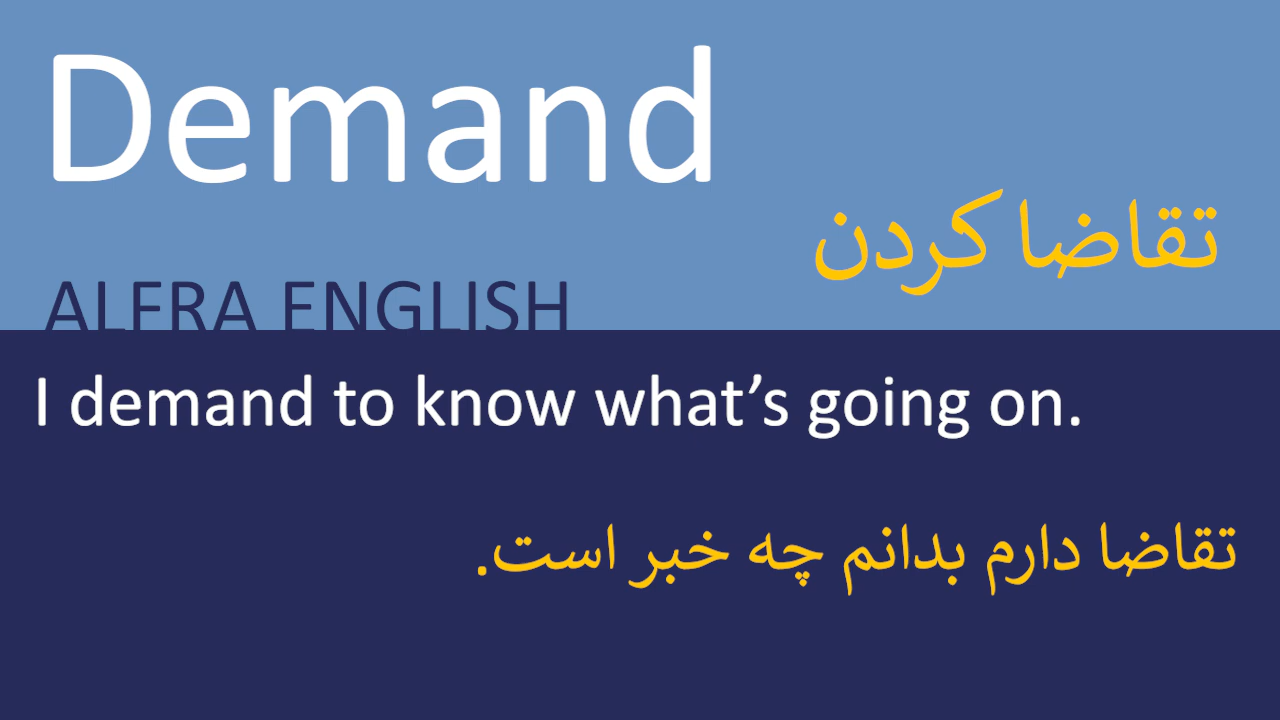 Demand
تقاضا کردن
ALFRA ENGLISH
I demand to know what’s going on.
تقاضا دارم بدانم چه خبر است.